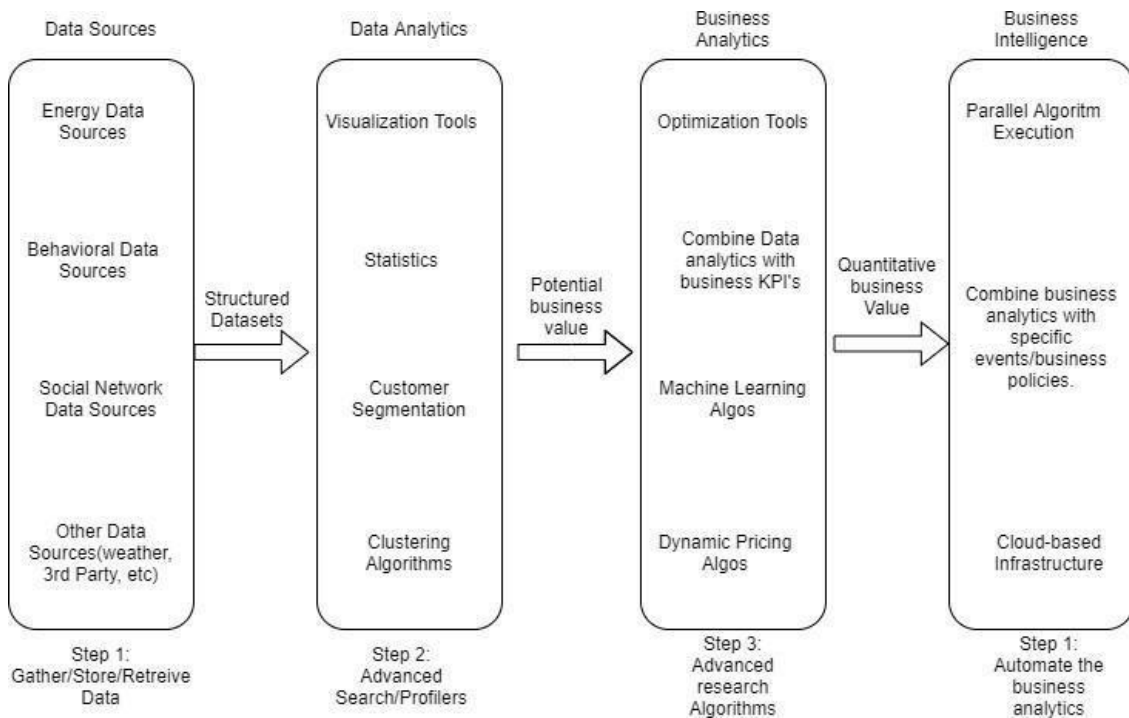 Data Sources
Energy Data
Sources
Behavioral Data
Sources
Social Network
Data Sources
Other Data
Sources(weather,
3rd Party, etc)
Step 1:
Gather/Store/Retreive
Data
Structured
Datasets
Data Analytics
Visualization Tools
Statistics
Customer
Segmentation
Clustering
Algorithms
Step 2:
Advanced
Search/Profilers
Potential
business
value
Business
Analytics
Optimization Tools
Combine Data
analytics with
business KPI's
Machine Learning
Algos
Dynamic Pricing
Algos
Step 3:
Advanced
research
Algorithms
Quantitative
business
Value
Business
Intelligence
Parallel Algoritm
Execution
Combine business
analytics with
specific
events/business
policies.
Cloud-based
Infrastructure
Step 1:
Automate the
business
analytics